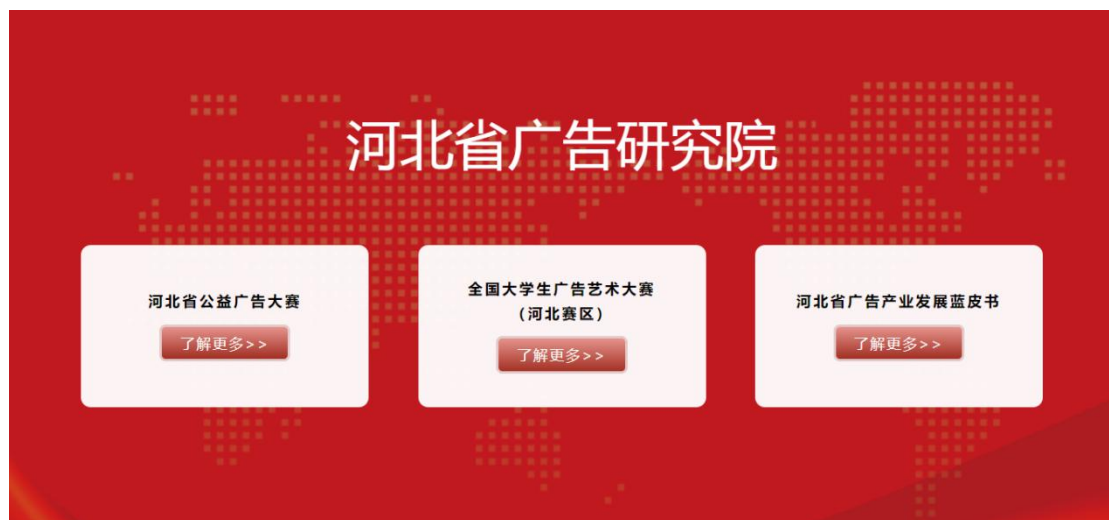 河北省广告研究院
河北省公益广告大赛
了解更多>>
全国大学生广告艺术大赛
(河北赛区)
了解更多>>
河北省广告产业发展蓝皮书
了解更多>>